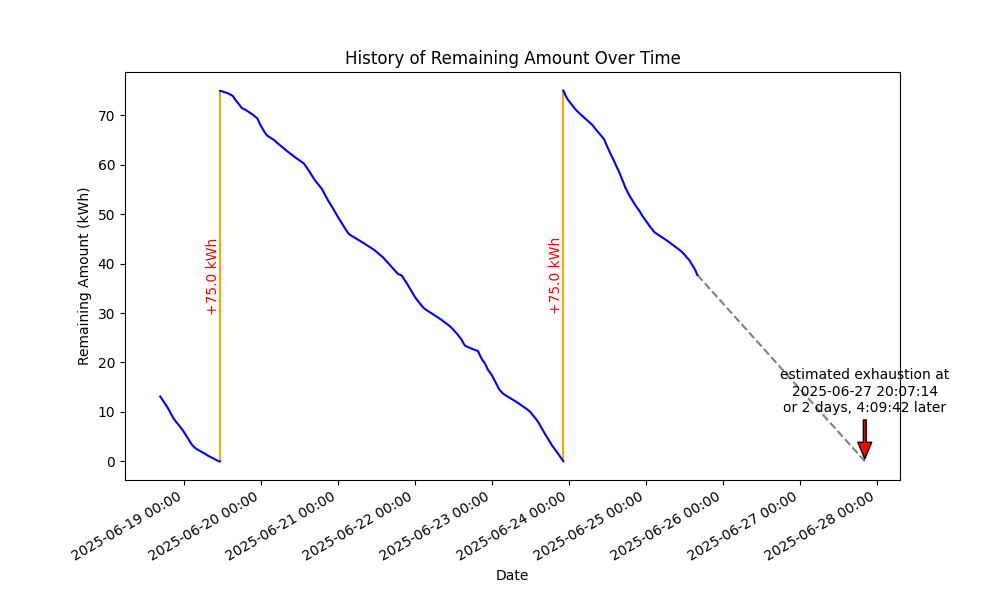 History of Remaining Amount Over Time
Remaining Amount (kWh)
70
60
50
40
30
20
10
0
+75.0 kWh
+75.0 kWh
estimated exhaustion at
2025-06-27 20:07:14
or 2 days, 4:09:42 later
2025-06-19 00:00
2025-06-20 00:00
2025-06-21 00:00
2025-06-22 00:00
2025-06-23 00:00
2025-06-24 00:00
2025-06-25 00:00
2025-06-26 00:00
2025-06-27 00:00
2025-06-28 00:00
Date